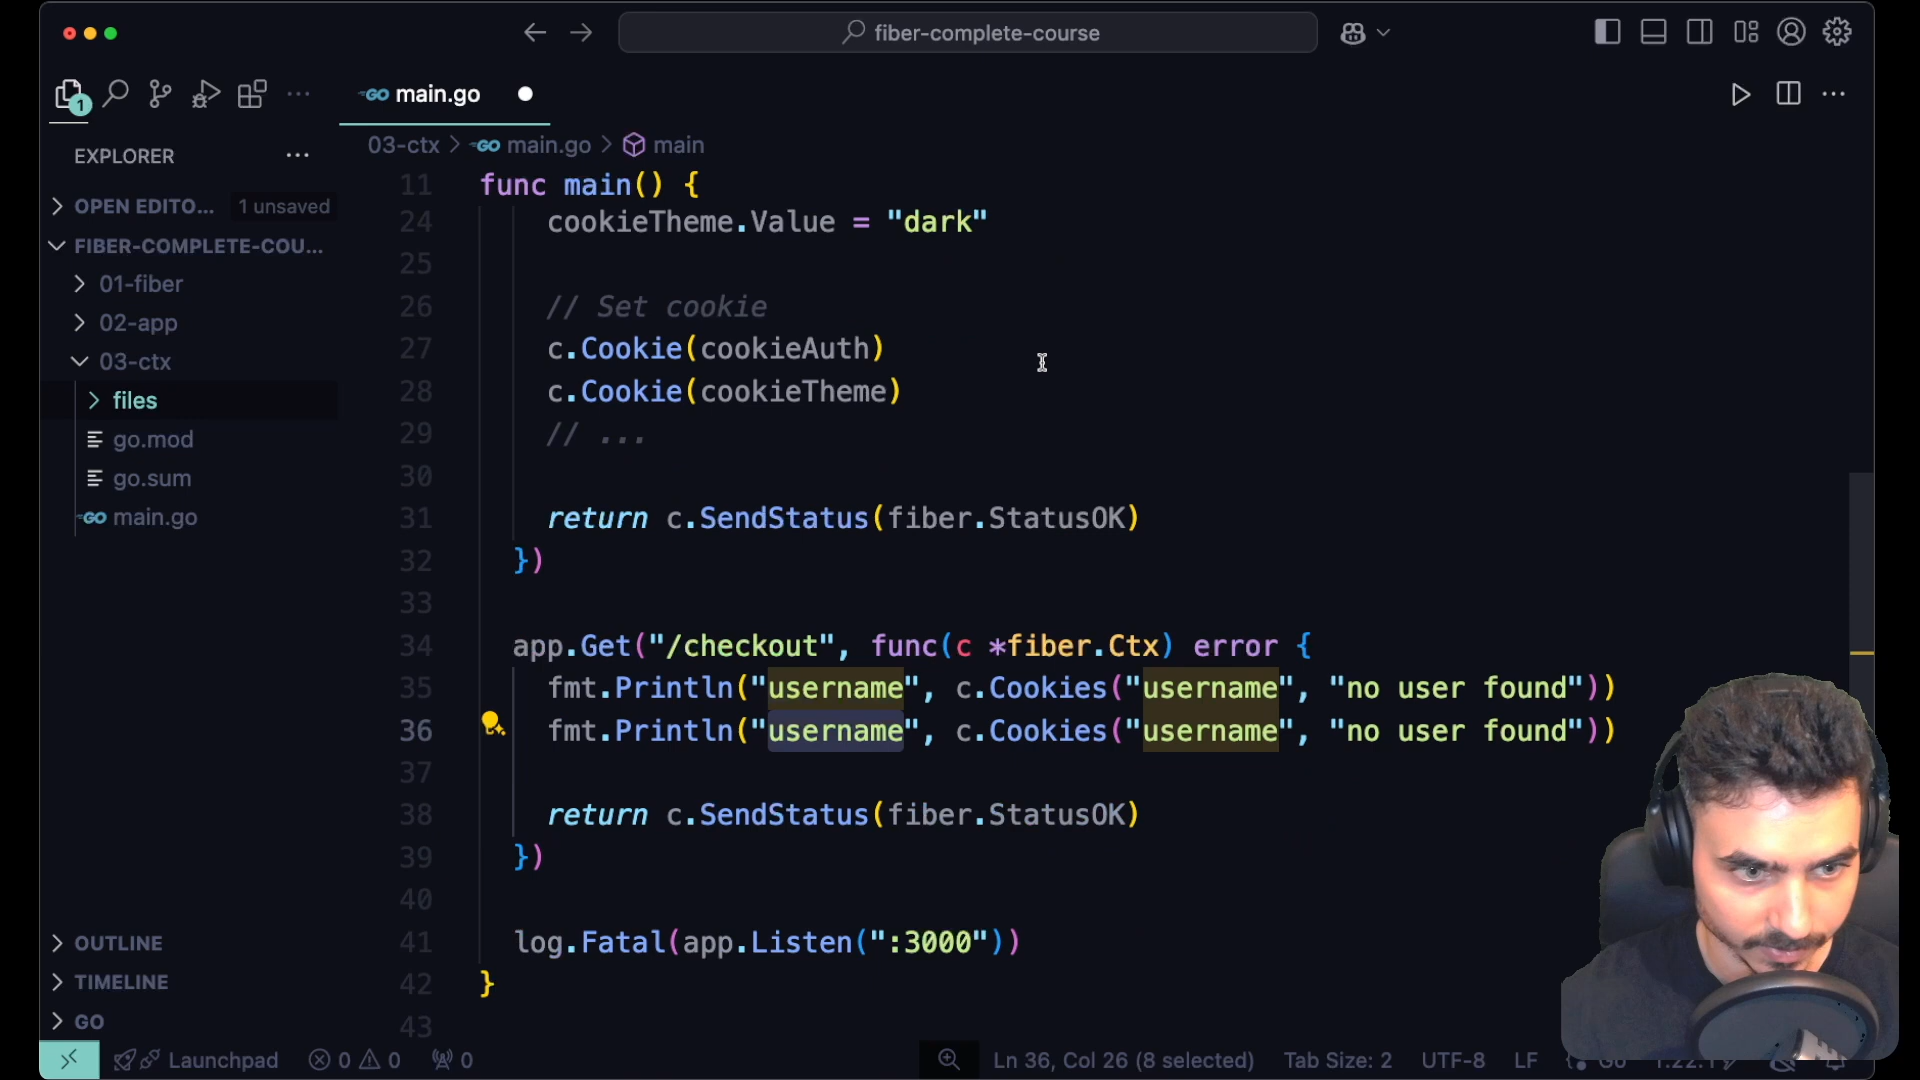 fiber-complete-course
1
main.go
03-ctx > main.go > main
EXPLORER
OPEN EDITO... 1 unsaved
FIBER-COMPLETE-COU...
01-fiber
02-app
03-ctx
files
go.mod
go.sum
main.go
OUTLINE
TIMELINE
GO
11 func main() {
24 cookieTheme.Value = "dark"
25
26 // Set cookie
27 c.Cookie(cookieAuth)
28 c.Cookie(cookieTheme)
29 // ...
30
31 return c.SendStatus(fiber.StatusOK)
32 })
33
34 app.Get("/checkout", func(c *fiber.Ctx) error {
35 fmt.Println("username", c.Cookies("username", "no user found"))
36 fmt.Println("username", c.Cookies("username", "no user found"))
37
38 return c.SendStatus(fiber.StatusOK)
39 })
40
41 log.Fatal(app.Listen(":3000"))
42 }
43
Launchpad 0 0 0 Ln 36, Col 26 (8 selected) Tab Size: 2 UTF-8 LF Go